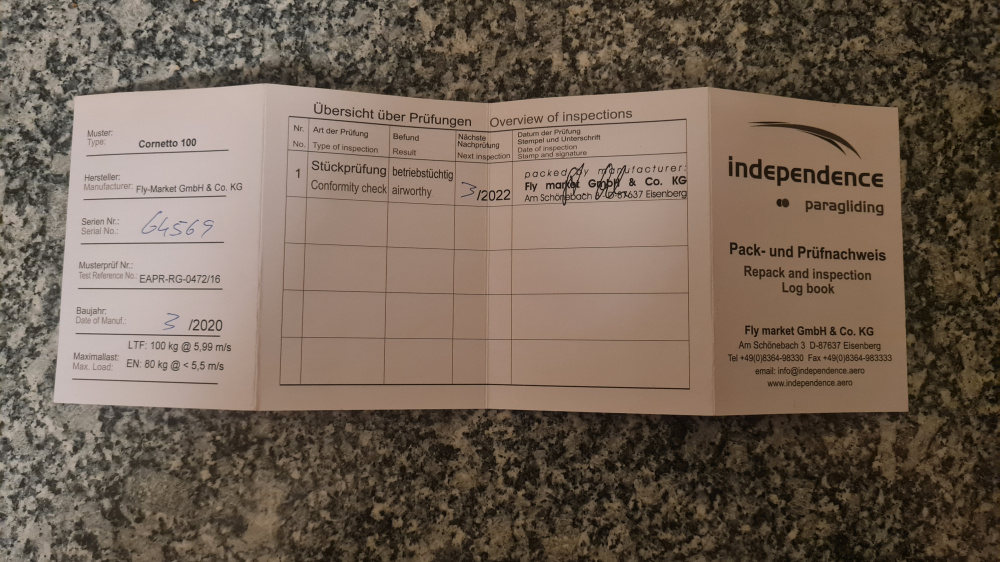 Muster:
Type: Cornetto 100
Hersteller:
Manufacturer: Fly-Market GmbH & Co. KG
Serien Nr.:
Serial No.: 64569
Musterprüf Nr.:
Test Reference No.: EAPR-RG-0472/16
Baujahr:
Date of Manuf.: 3 /2020
LTF: 100 kg @ 5,99 m/s
Maximallast:
Max. Load: EN: 80 kg @ < 5,5 m/s
Übersicht über Prüfungen Overview of inspections
Nr.
No.
Art der Prüfung
Type of inspection
Befund
Result
Nächste
Nachprüfung
Next inspection
Datum der Prüfung
Stempel und Unterschrift
Date of inspection
Stamp and signature
1
Stückprüfung
Conformity check
betriebstüchtig
airworthy
3/2022
packed by manufacturer:
Fly market GmbH & Co. KG
Am Schönebach 3 D-87637 Eisenberg
independence
paragliding
Pack- und Prüfnachweis
Repack and inspection
Log book
Fly market GmbH & Co. KG
Am Schönebach 3 D-87637 Eisenberg
Tel +49(0)8364-98330 Fax +49(0)8364-983333
email: info@independence.aero
www.independence.aero